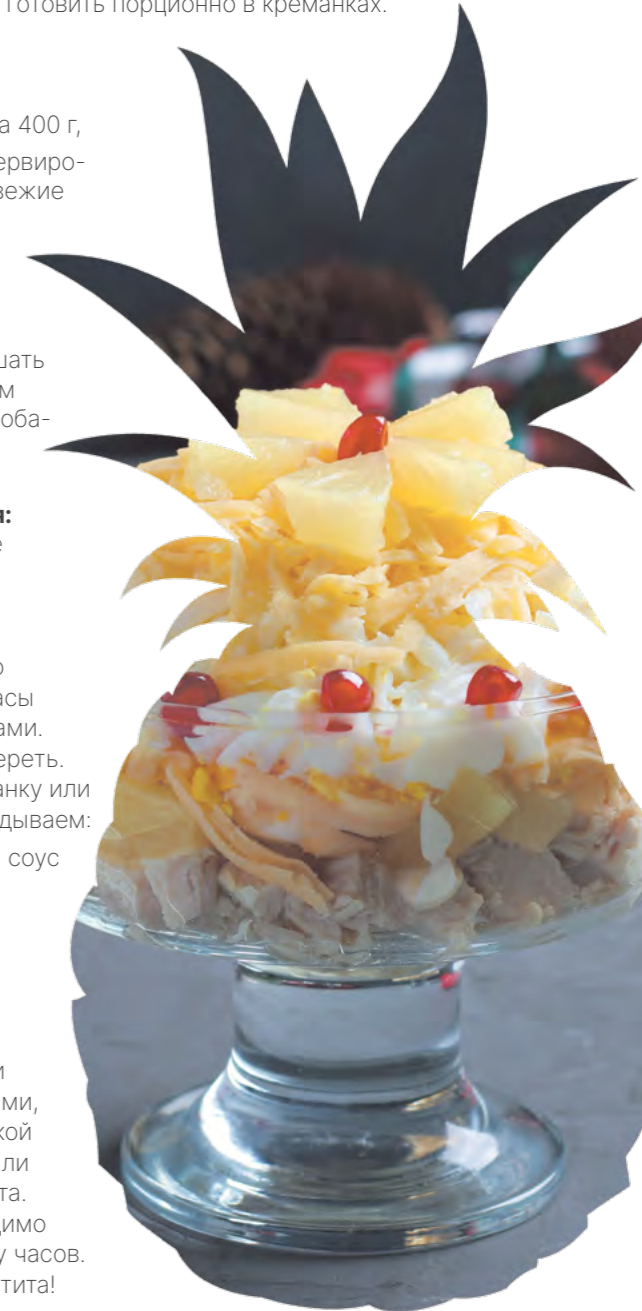 готовить порционно в креманках.
а 400 г,
ервиро-
вежие
шать
м
оба-
я:
е
о
асы
ами.
ереть.
анку или
дываем:
соус
и
ми,
кой
ли
та.
димо
у часов.
тита!